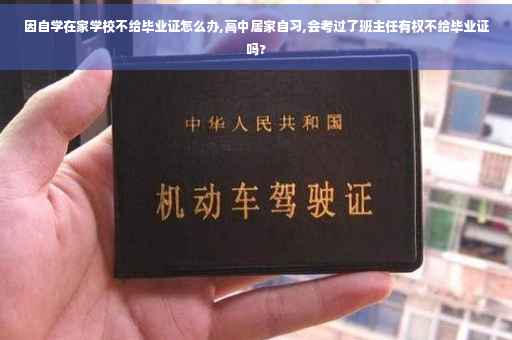 因自学在家学校不给毕业证怎么办,高中居家自习,会考过了班主任有权不给毕业证
吗?
中华人民共和国
机动车驾驶证